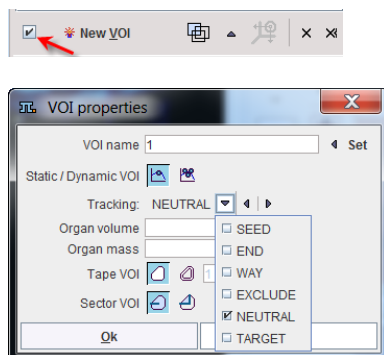 New VOI
VOI properties
VOI name 1 Set
Static / Dynamic VOI
Tracking: NEUTRAL
Organ volume SEED
Organ mass END
Tape VOI 1 WAY
EXCLUDE
Sector VOI NEUTRAL
Ok TARGET